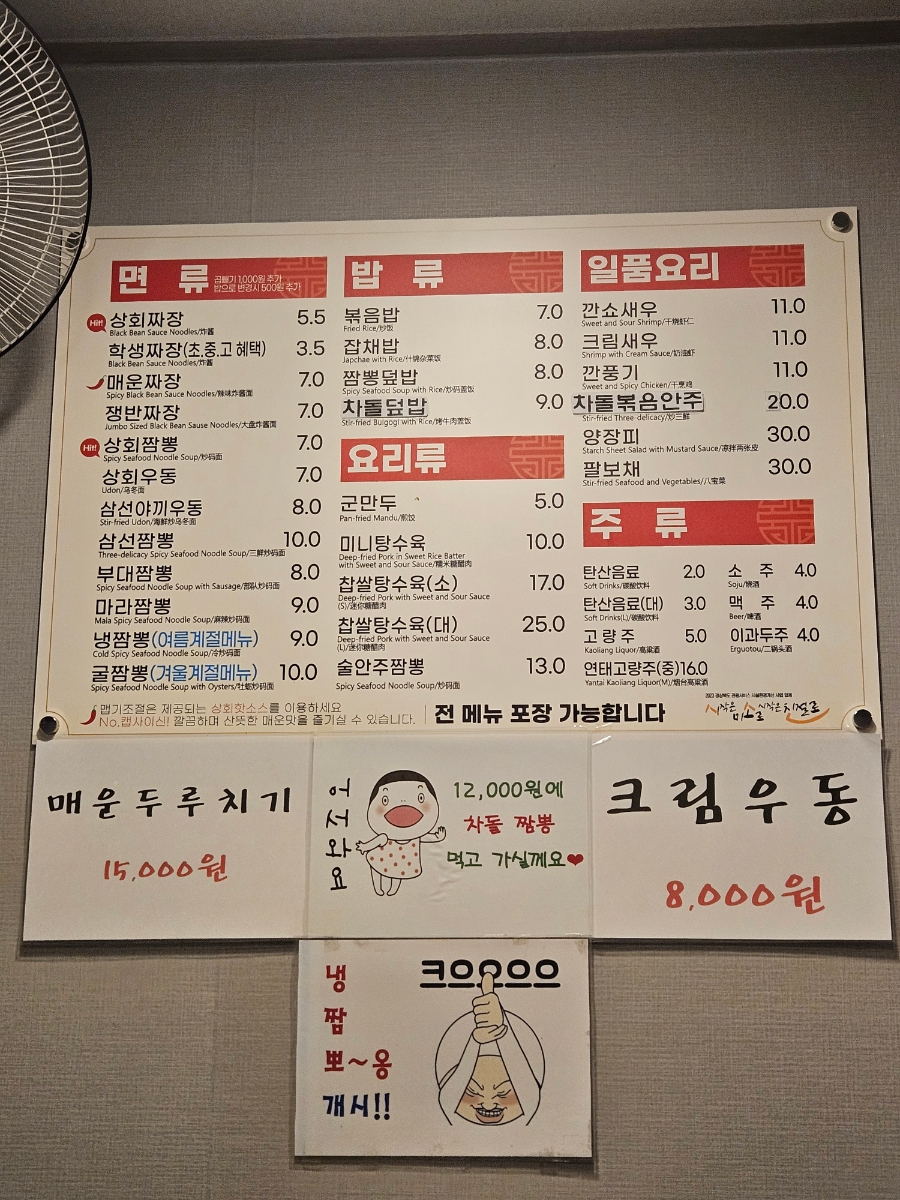 면 류
곱빼기 1,000원 추가
밥으로 변경시 500원 추가
Hit! 상회짜장 5.5
Black Bean Sauce Noodles/炸酱
학생짜장(초.중.고 혜택) 3.5
Black Bean Sauce Noodles/炸酱
매운짜장 7.0
Spicy Black Bean Sauce Noodles/辣味炸酱面
쟁반짜장 7.0
Jumbo Sized Black Bean Sause Noodles/大盘炸酱面
Hit! 상회짬뽕 7.0
Spicy Seafood Noodle Soup/炒码面
상회우동 7.0
Udon/乌冬面
삼선야끼우동 8.0
Stir-fried Udon/海鲜炒乌冬面
삼선짬뽕 10.0
Three-delicacy Spicy Seafood Noodle Soup/三鲜炒码面
부대짬뽕 8.0
Spicy Seafood Noodle Soup with Sausage/部队炒码面
마라짬뽕 9.0
Mala Spicy Seafood Noodle Soup/麻辣炒码面
냉짬뽕(여름계절메뉴) 9.0
Cold Spicy Seafood Noodle Soup/冷炒码面
굴짬뽕(겨울계절메뉴) 10.0
Spicy Seafood Noodle Soup with Oysters/牡蛎炒码面
밥 류
볶음밥 7.0
Fried Rice/炒饭
잡채밥 8.0
Japchae with Rice/什锦杂菜饭
짬뽕덮밥 8.0
Spicy Seafood Soup with Rice/炒码盖饭
차돌덮밥 9.0
Stir-fried Bulgogi with Rice/烤牛肉盖饭
요리류
군만두 5.0
Pan-fried Mandu/煎饺
미니탕수육 10.0
Deep-fried Pork in Sweet Rice Batter
with Sweet and Sour Sauce/糯米糖醋肉
찹쌀탕수육(소) 17.0
Deep-fried Pork with Sweet and Sour Sauce
(S)/迷你糖醋肉
찹쌀탕수육(대) 25.0
Deep-fried Pork with Sweet and Sour Sauce
(L)/迷你糖醋肉
술안주짬뽕 13.0
Spicy Seafood Noodle Soup/炒码面
일품요리
깐쇼새우 11.0
Sweet and Sour Shrimp/干烧虾仁
크림새우 11.0
Shrimp with Cream Sauce/奶油虾
깐풍기 11.0
Sweet and Spicy Chicken/干烹鸡
차돌볶음안주 20.0
Stir-fried Three-delicacy/炒三鲜
양장피 30.0
Starch Sheet Salad with Mustard Sauce/凉拌两张皮
팔보채 30.0
Stir-fried Seafood and Vegetables/八宝菜
주 류
탄산음료 2.0
Soft Drinks/碳酸饮料
소 주 4.0
Soju/烧酒
탄산음료(대) 3.0
Soft Drinks(L)/碳酸饮料
맥 주 4.0
Beer/啤酒
고 량 주 5.0
Kaoliang Liquor/高粱酒
이과두주 4.0
Erguotou/二锅头酒
연태고량주(중)16.0
Yantai Kaoliang Liquor(M)/烟台高粱酒
맵기조절은 제공되는 상회핫소스를 이용하세요
No.캡사이신! 깔끔하며 산뜻한 매운맛을 즐기실 수 있습니다.
전 메뉴 포장 가능합니다
2023 경상북도 관광서비스 시설환경개선 사업 업체
시작은 미소로 시작은 친절로
매운두루치기
15,000원
어서와요
12,000원에
차돌 짬뽕
먹고 가실께요❤
크림우동
8,000원
냉
짬
뽀~옹
개시!!
크으으으으